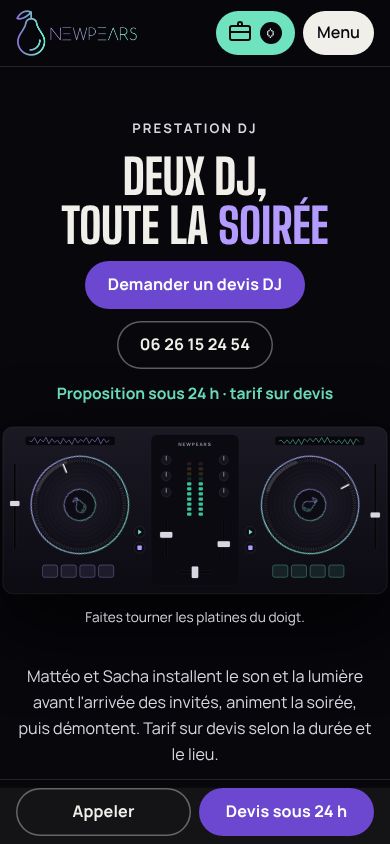 NEWPEARS
0
Menu
PRESTATION DJ
DEUX DJ,
TOUTE LA SOIRÉE
Demander un devis DJ
06 26 15 24 54
Proposition sous 24 h · tarif sur devis
NEWPEARS
Faites tourner les platines du doigt.
Mattéo et Sacha installent le son et la lumière
avant l'arrivée des invités, animent la soirée,
puis démontent. Tarif sur devis selon la durée et
le lieu.
Appeler
Devis sous 24 h